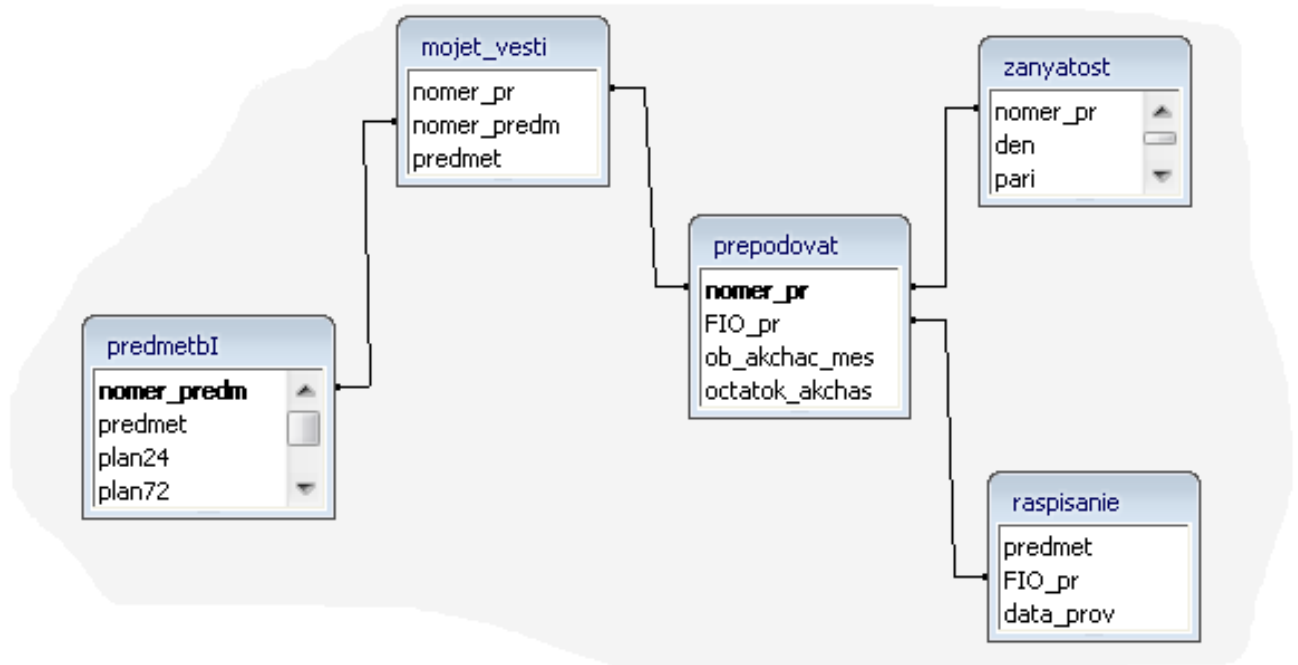 mojet_vesti
nomer_pr
nomer_predm
predmet
zanyatost
nomer_pr
den
pari
prepodovat
nomer_pr
FIO_pr
ob_akchac_mes
octatok_akchas
predmetbI
nomer_predm
predmet
plan24
plan72
raspisanie
predmet
FIO_pr
data_prov